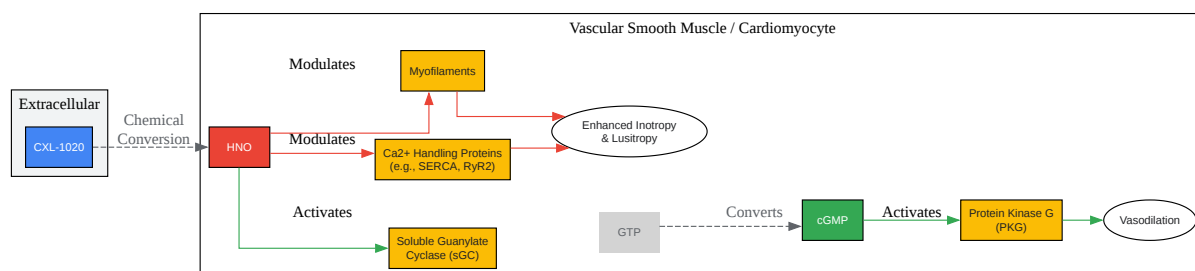 Vascular Smooth Muscle / Cardiomyocyte
Extracellular
CXL-1020
Chemical
Conversion
HNO
Modulates
Myofilaments
Modulates
Ca2+ Handling Proteins
(e.g., SERCA, RyR2)
Enhanced Inotropy
& Lusitropy
Activates
Soluble Guanylate
Cyclase (sGC)
GTP
Converts
cGMP
Activates
Protein Kinase G
(PKG)
Vasodilation